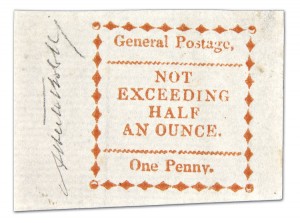 General Postage,
NOT
EXCEEDING
HALF
AN OUNCE.
One Penny.